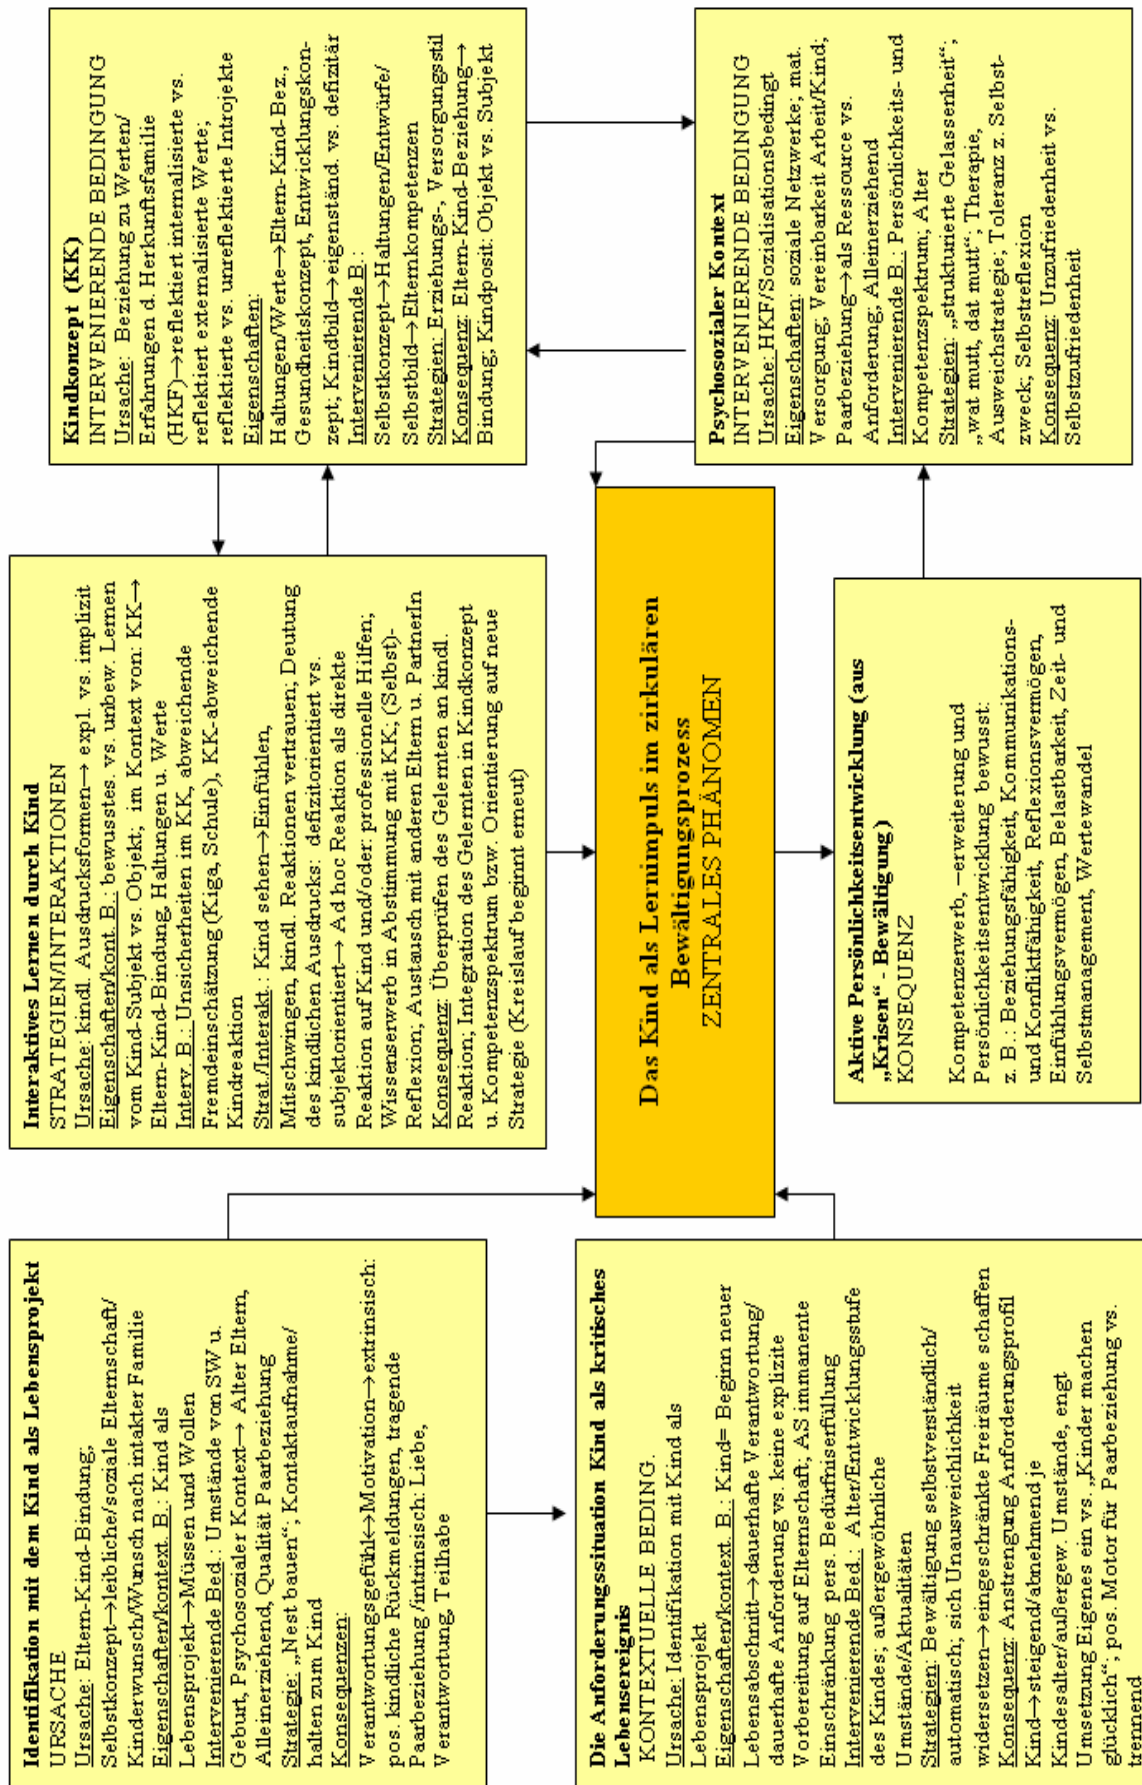 Identifikation mit dem Kind als Lebensprojekt
URSACHE
Ursache: Eltern-Kind-Bindung;
Selbstkonzept→leibliche/soziale Elternschaft/
Kinderwunsch/Wunsch nach intakter Familie
Eigenschaften/kontext. B.: Kind als
Lebensprojekt→Müssen und Wollen
Intervenierende Bed.: Umstände von SW u.
Geburt, Psychosozialer Kontext→ Alter Eltern,
Alleinerziehend, Qualität Paarbeziehung
Strategie: „Nest bauen“; Kontaktaufnahme/
halten zum Kind
Konsequenzen:
Verantwortungsgefühl↔Motivation→extrinsisch:
pos. kindliche Rückmeldungen, tragende
Paarbeziehung /intrinsisch: Liebe,
Verantwortung, Teilhabe
Interaktives Lernen durch Kind
STRATEGIEN/INTERAKTIONEN
Ursache: kindl. Ausdrucksformen→ expl. vs. implizit
Eigenschaften/kont. B.: bewusstes vs. unbew. Lernen
vom Kind-Subjekt vs. Objekt, im Kontext von: KK→
Eltern-Kind-Bindung, Haltungen u. Werte
Interv. B.: Unsicherheiten im KK, abweichende
Fremdeinschätzung (Kiga, Schule), KK-abweichende
Kindreaktion
Strat./Interakt.: Kind sehen→Einfühlen,
Mitschwingen, kindl. Reaktionen vertrauen; Deutung
des kindlichen Ausdrucks: defizitorientiert vs.
subjektorientiert→ Ad hoc Reaktion als direkte
Reaktion auf Kind und/oder: professionelle Hilfen;
Wissenserwerb in Abstimmung mit KK; (Selbst)-
Reflexion; Austausch mit anderen Eltern u. PartnerIn
Konsequenz: Überprüfen des Gelernten an kindl.
Reaktion; Integration des Gelernten in Kindkonzept
u. Kompetenzspektrum bzw. Orientierung auf neue
Strategie (Kreislauf beginnt erneut)
Kindkonzept (KK)
INTERVENIERENDE BEDINGUNG
Ursache: Beziehung zu Werten/
Erfahrungen d. Herkunftsfamilie
(HKF)→reflektiert internalisierte vs.
reflektiert externalisierte Werte;
reflektierte vs. unreflektierte Introjekte
Eigenschaften:
Haltungen/Werte→Eltern-Kind-Bez.,
Gesundheitskonzept, Entwicklungskon-
zept; Kindbild→eigenständ. vs. defizitär
Intervenierende B.:
Selbstkonzept→Haltungen/Entwürfe/
Selbstbild→Elternkompetenzen
Strategien: Erziehungs-, Versorgungsstil
Konsequenz: Eltern-Kind-Beziehung→
Bindung; Kindposit: Objekt vs. Subjekt
Das Kind als Lernimpuls im zirkulären
Bewältigungsprozess
ZENTRALES PHÄNOMEN
Die Anforderungssituation Kind als kritisches
Lebensereignis
KONTEXTUELLE BEDING.
Ursache: Identifikation mit Kind als
Lebensprojekt
Eigenschaften/kontext. B.: Kind= Beginn neuer
Lebensabschnitt→dauerhafte Verantwortung/
dauerhafte Anforderung vs. keine explizite
Vorbereitung auf Elternschaft; AS immanente
Einschränkung pers. Bedürfniserfüllung
Intervenierende Bed.: Alter/Entwicklungsstufe
des Kindes; außergewöhnliche
Umstände/Aktualitäten
Strategien: Bewältigung selbstverständlich/
automatisch; sich Unausweichlichkeit
widersetzen→eingeschränkte Freiräume schaffen
Konsequenz: Anstrengung Anforderungsprofil
Kind→steigend/abnehmend je
Kindesalter/außergew. Umstände, engt
Umsetzung Eigenes ein vs. „Kinder machen
glücklich“; pos. Motor für Paarbeziehung vs.
trennend
Aktive Persönlichkeitsentwicklung (aus
„Krisen“ - Bewältigung)
KONSEQUENZ
Kompetenzerwerb, –erweiterung und
Persönlichkeitsentwicklung bewusst:
z. B.: Beziehungsfähigkeit, Kommunikations-
und Konfliktfähigkeit, Reflexionsvermögen,
Einfühlungsvermögen, Belastbarkeit, Zeit- und
Selbstmanagement, Wertewandel
Psychosozialer Kontext
INTERVENIERENDE BEDINGUNG
Ursache: HKF/Sozialisationsbedingt
Eigenschaften: soziale Netzwerke; mat.
Versorgung, Vereinbarkeit Arbeit/Kind;
Paarbeziehung→als Ressource vs.
Anforderung; Alleinerziehend
Intervenierende B.: Persönlichkeits- und
Kompetenzspektrum; Alter
Strategien: „strukturierte Gelassenheit“;
„wat mutt, dat mutt“; Therapie,
Ausweichstrategie; Toleranz z. Selbst-
zweck; Selbstreflexion
Konsequenz: Unzufriedenheit vs.
Selbstzufriedenheit